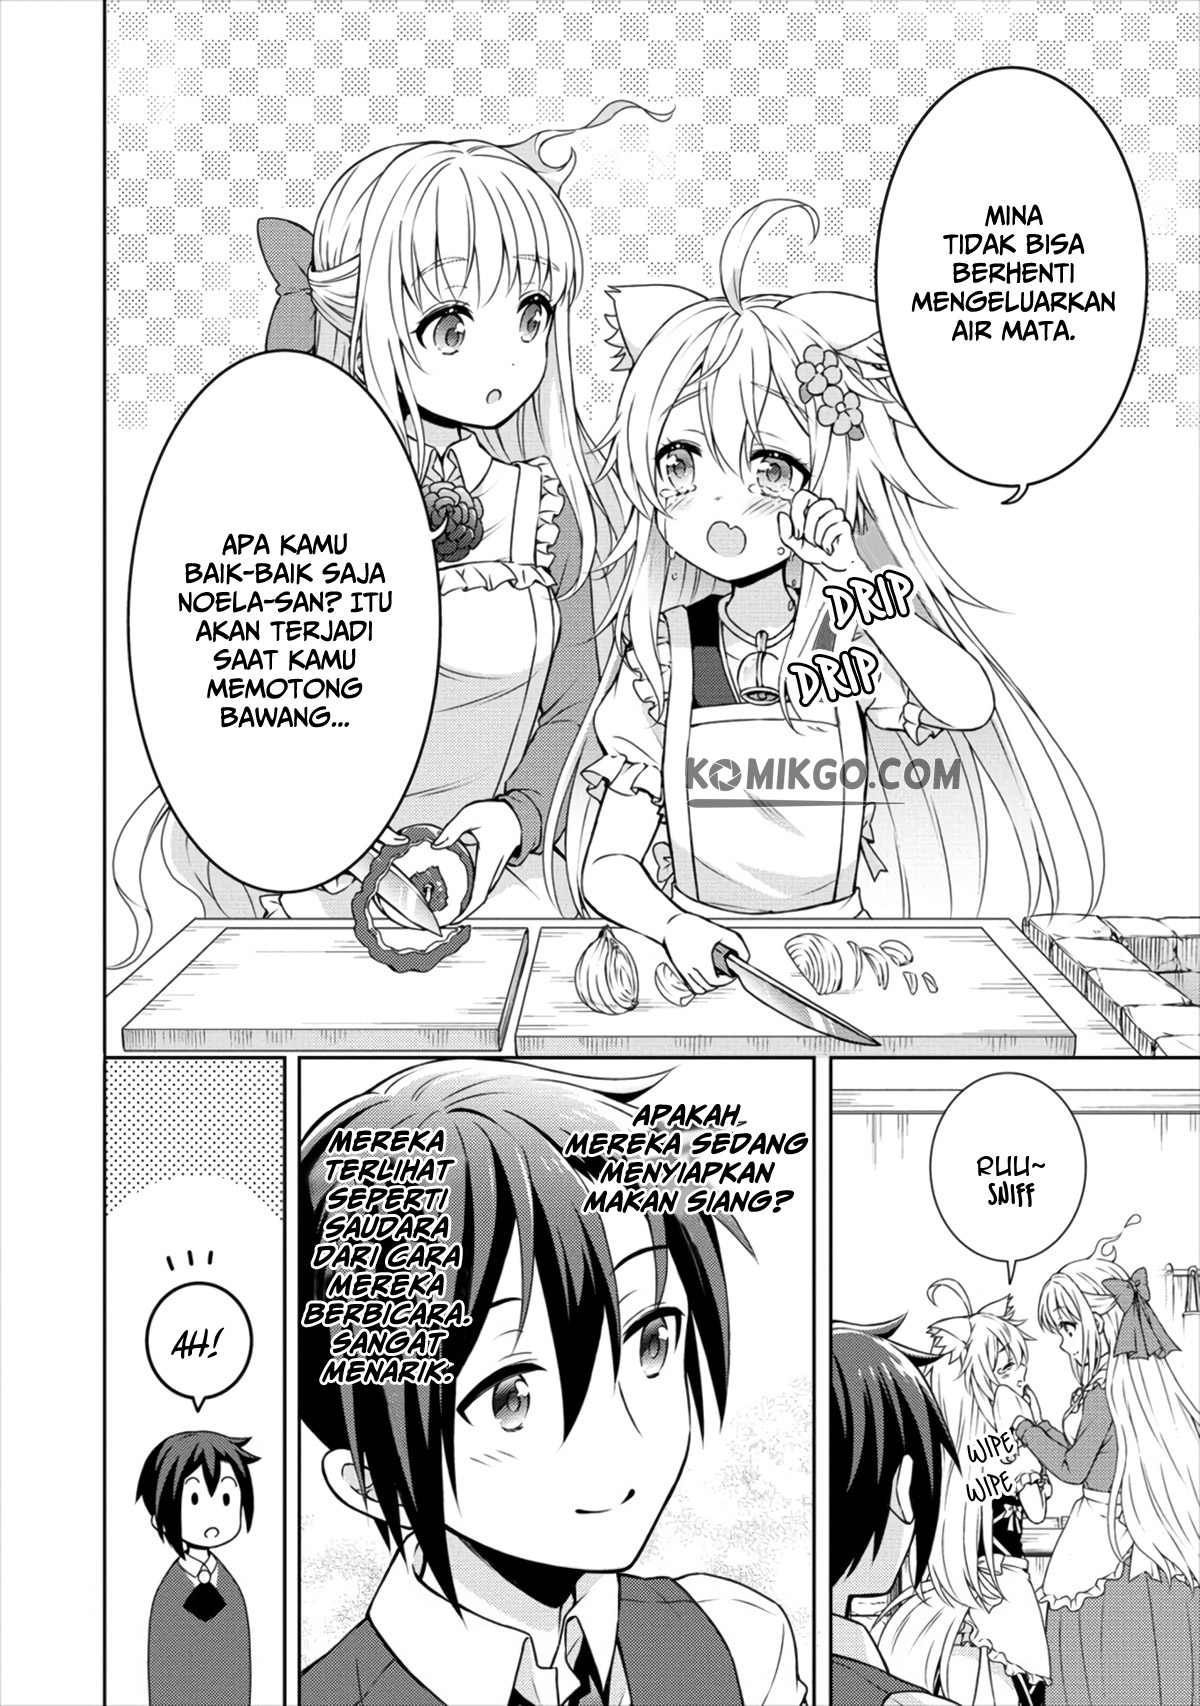 MINA
TIDAK BISA
BERHENTI
MENGELUARKAN
AIR MATA.
APA KAMU
BAIK-BAIK SAJA
NOELA-SAN? ITU
AKAN TERJADI
SAAT KAMU
MEMOTONG
BAWANG...
DRIP
DRIP
KOMIKGO.COM
RUU~
SNIFF
WIPE
WIPE
APAKAH
MEREKA SEDANG
MENYIAPKAN
MAKAN SIANG?
MEREKA
TERLIHAT
SEPERTI
SAUDARA
DARI CARA
MEREKA
BERBICARA.
SANGAT
MENARIK.
AH!